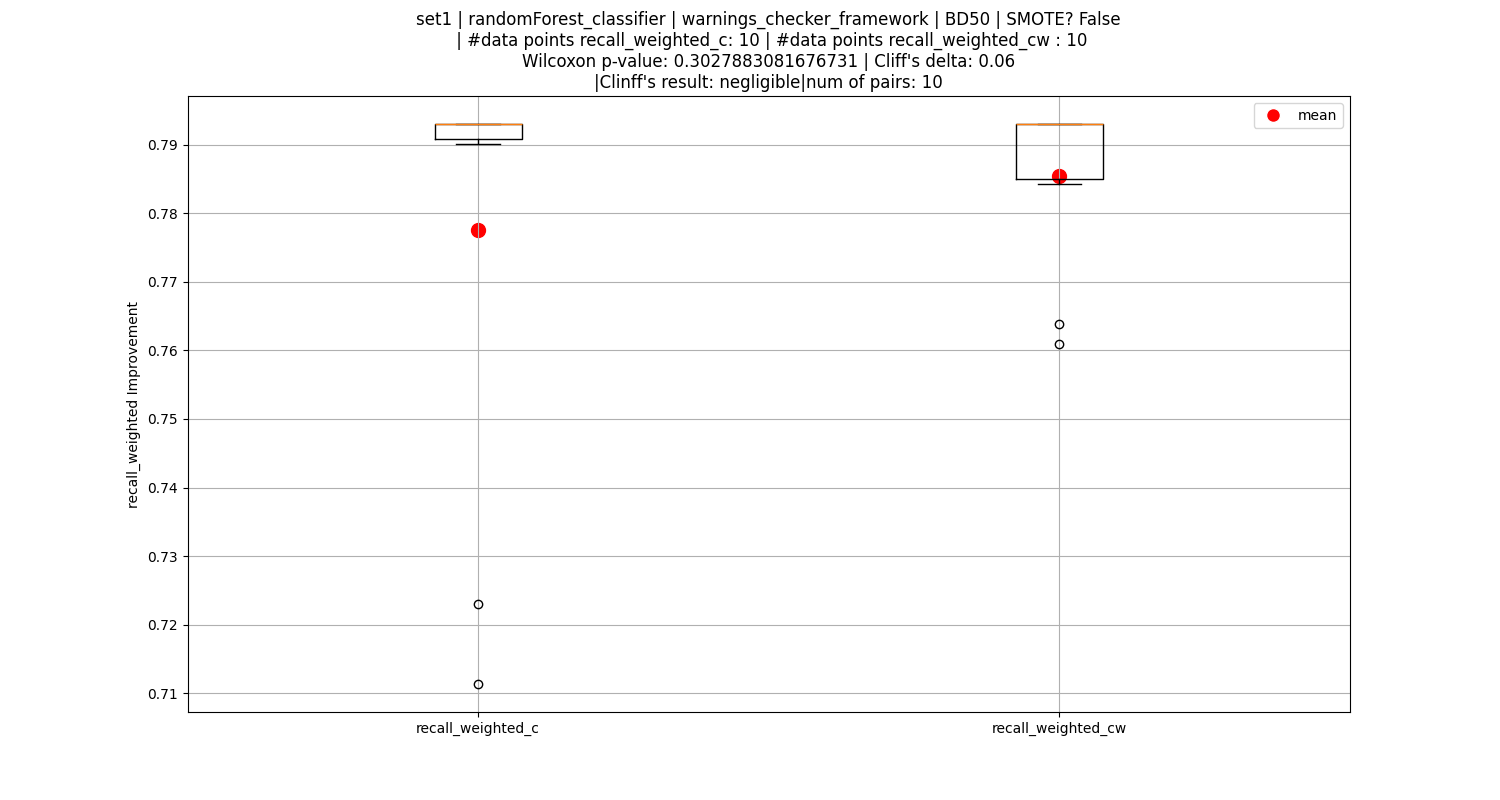 set1 | randomForest_classifier | warnings_checker_framework | BD50 | SMOTE? False
| #data points recall_weighted_c: 10 | #data points recall_weighted_cw : 10
Wilcoxon p-value: 0.3027883081676731 | Cliff's delta: 0.06
|Clinff's result: negligible|num of pairs: 10
mean
0.79
0.78
0.77
0.76
0.75
0.74
0.73
0.72
0.71
recall_weighted Improvement
recall_weighted_c
recall_weighted_cw